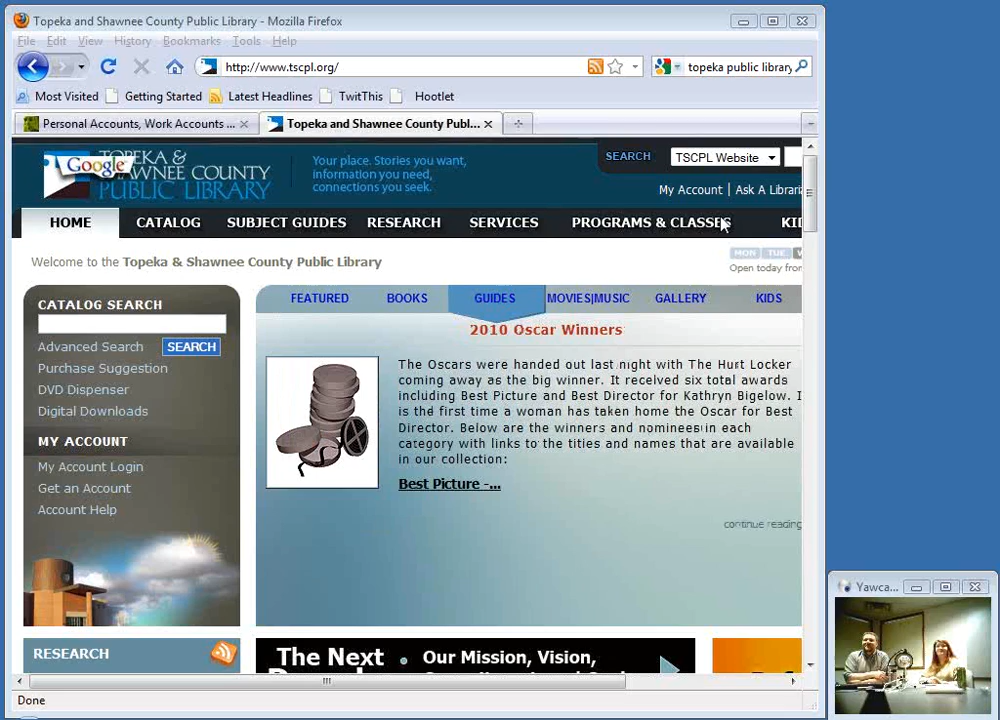 Topeka and Shawnee County Public Library - Mozilla Firefox
File Edit View History Bookmarks Tools Help
http://www.tscpl.org/
topeka public library
Most Visited Getting Started Latest Headlines TwitThis Hootlet
Personal Accounts, Work Accounts ...
Topeka and Shawnee County Publ...
Google
TOPEKA &
SHAWNEE COUNTY
PUBLIC LIBRARY
Your place. Stories you want,
information you need,
connections you seek.
SEARCH TSCPL Website
My Account | Ask A Librari
HOME CATALOG SUBJECT GUIDES RESEARCH SERVICES PROGRAMS & CLASSES KI
Welcome to the Topeka & Shawnee County Public Library
MON TUE W
Open today from
CATALOG SEARCH
Advanced Search SEARCH
Purchase Suggestion
DVD Dispenser
Digital Downloads
MY ACCOUNT
My Account Login
Get an Account
Account Help
FEATURED BOOKS GUIDES MOVIES|MUSIC GALLERY KIDS
2010 Oscar Winners
The Oscars were handed out last night with The Hurt Locker
coming away as the big winner. It received six total awards
including Best Picture and Best Director for Kathryn Bigelow. I
is the first time a woman has taken home the Oscar for Best
Director. Below are the winners and nominees in each
category with links to the titles and names that are available
in our collection:
Best Picture -...
continue reading
RESEARCH
The Next
Our Mission, Vision,
Done
Yawca...